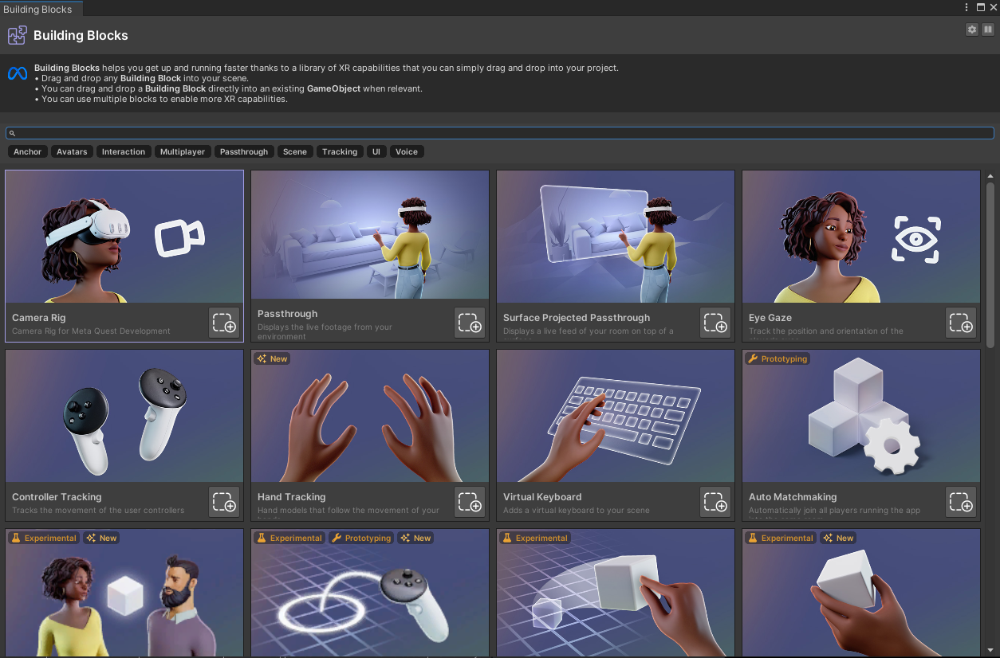 Building Blocks
Building Blocks
Building Blocks helps you get up and running faster thanks to a library of XR capabilities that you can simply drag and drop into your project.
• Drag and drop any Building Block into your scene.
• You can drag and drop a Building Block directly into an existing GameObject when relevant.
• You can use multiple blocks to enable more XR capabilities.
Anchor Avatars Interaction Multiplayer Passthrough Scene Tracking UI Voice
Camera Rig
Camera Rig for Meta Quest Development
Passthrough
Displays the live footage from your
environment
Surface Projected Passthrough
Displays a live feed of your room on top of a
Eye Gaze
Track the position and orientation of the
Controller Tracking
Tracks the movement of the user controllers
New
Hand Tracking
Hand models that follow the movement of your
Virtual Keyboard
Adds a virtual keyboard to your scene
Prototyping
Auto Matchmaking
Automatically join all players running the app
Experimental New
Experimental Prototyping New
Experimental
Experimental New